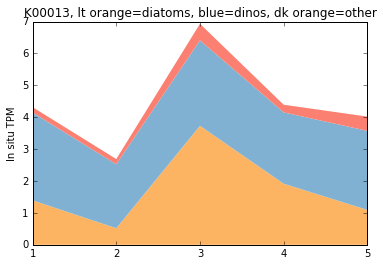 K00013, lt orange=diatoms, blue=dinos, dk orange=other
7
6
5
4
3
2
1
0
In situ TPM
1 2 3 4 5